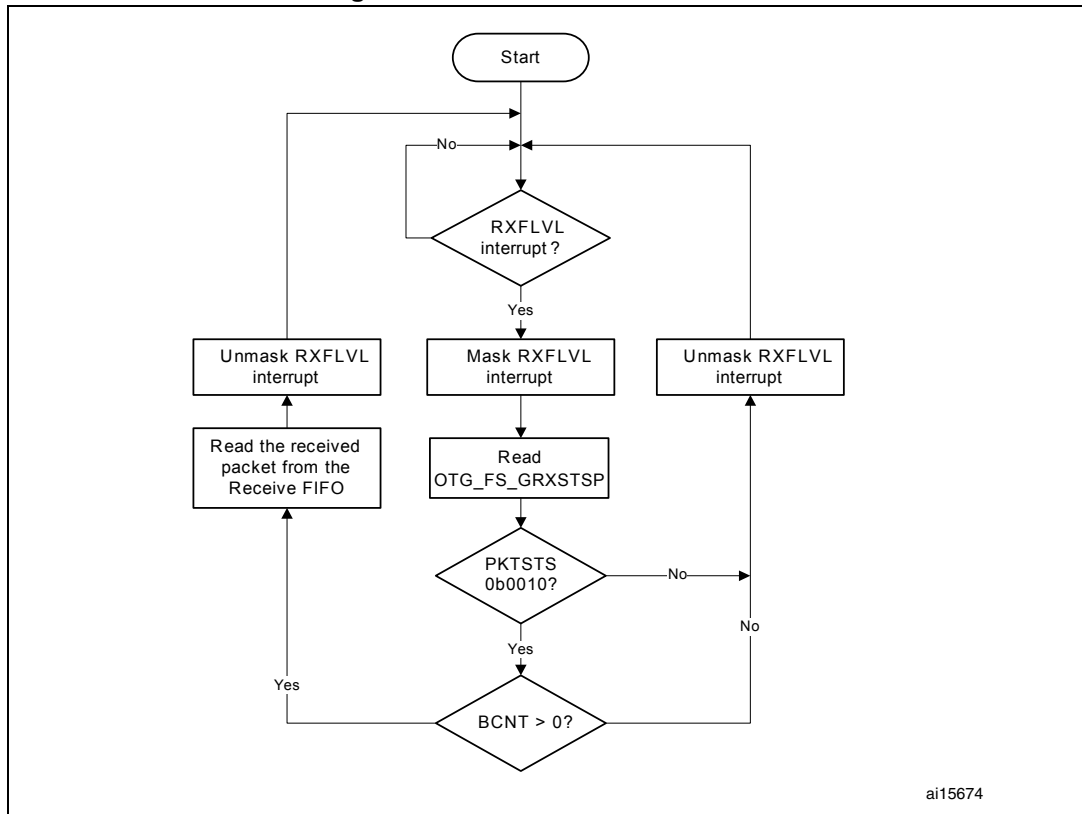 Start
No
RXFLVL
interrupt ?
Yes
Unmask RXFLVL
interrupt
Mask RXFLVL
interrupt
Unmask RXFLVL
interrupt
Read the received
packet from the
Receive FIFO
Read
OTG_FS_GRXSTSP
PKTSTS
0b0010?
No
No
Yes
Yes
BCNT > 0?
ai15674